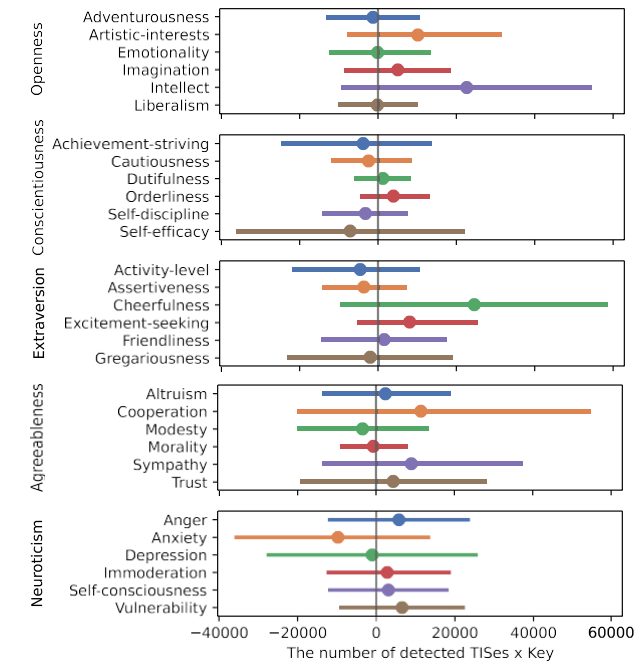 Openness
Adventurousness
Artistic-interests
Emotionality
Imagination
Intellect
Liberalism
Conscientiousness
Achievement-striving
Cautiousness
Dutifulness
Orderliness
Self-discipline
Self-efficacy
Extraversion
Activity-level
Assertiveness
Cheerfulness
Excitement-seeking
Friendliness
Gregariousness
Agreeableness
Altruism
Cooperation
Modesty
Morality
Sympathy
Trust
Neuroticism
Anger
Anxiety
Depression
Immoderation
Self-consciousness
Vulnerability
−40000 −20000 0 20000 40000 60000
The number of detected TISes x Key